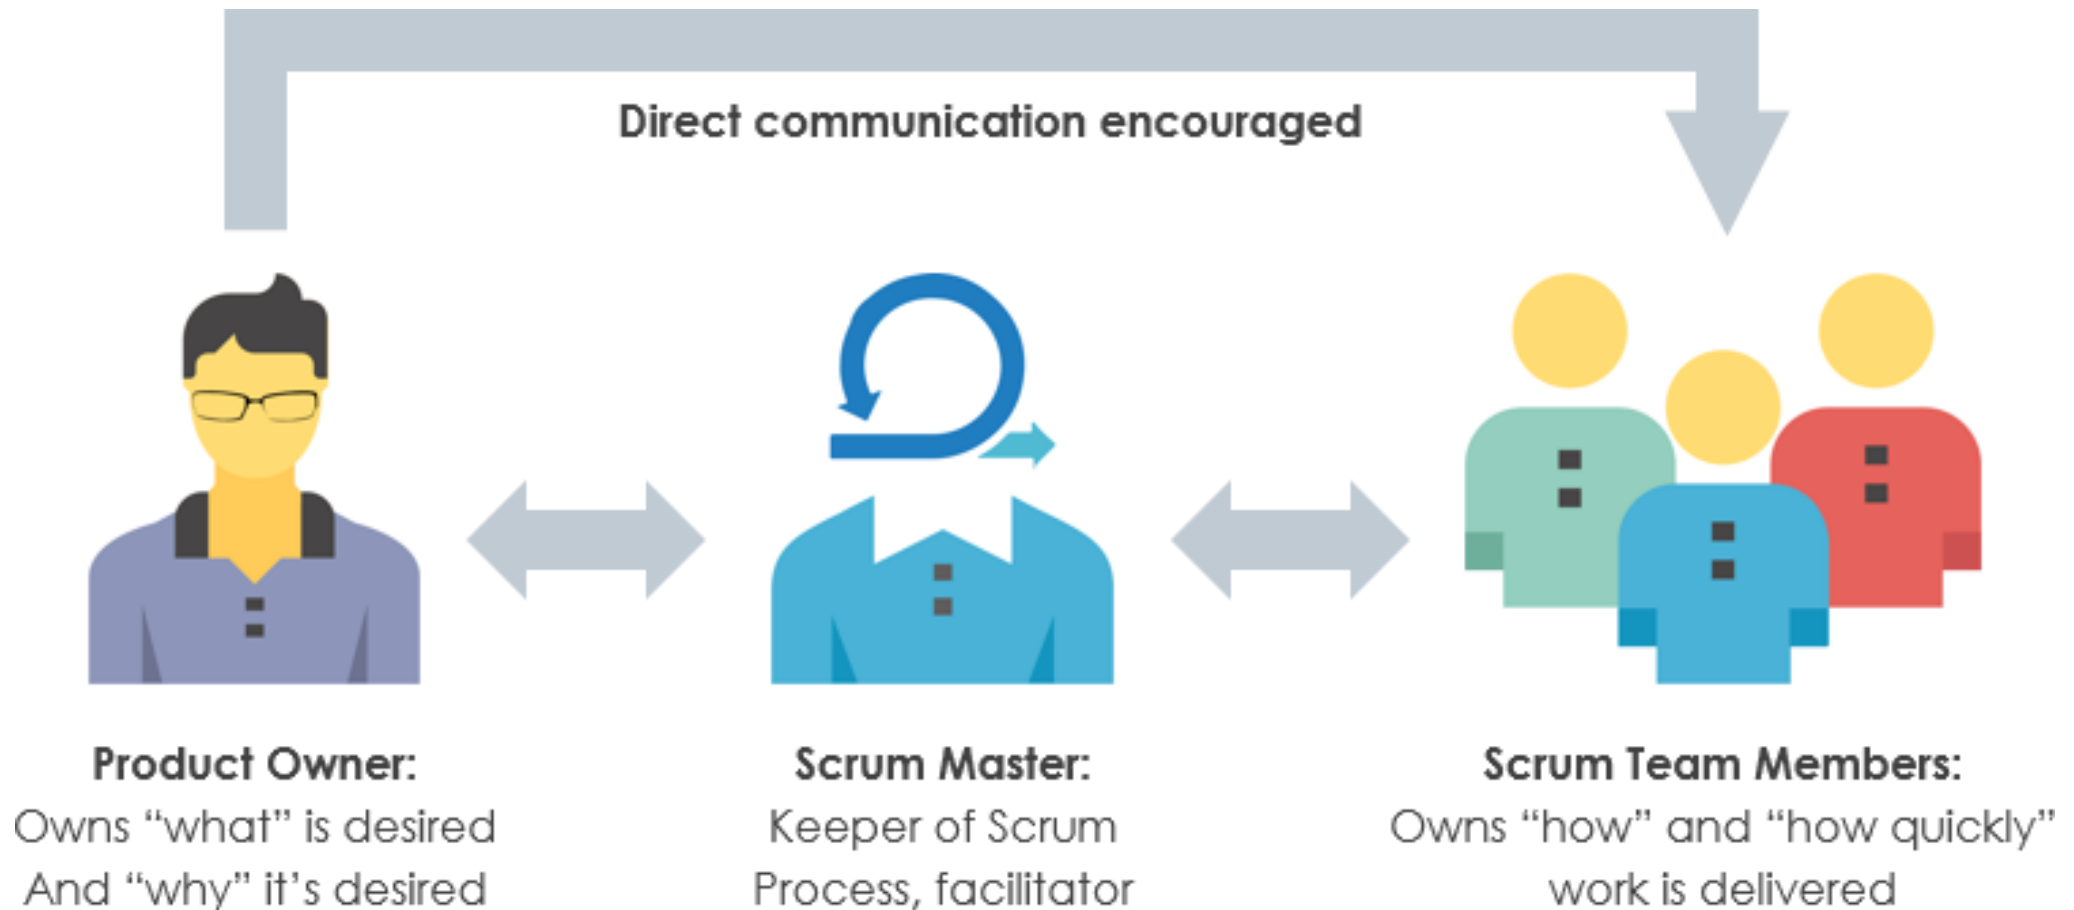 Direct communication encouraged
Product Owner:
Owns “what” is desired
And “why” it’s desired
Scrum Master:
Keeper of Scrum
Process, facilitator
Scrum Team Members:
Owns “how” and “how quickly”
work is delivered